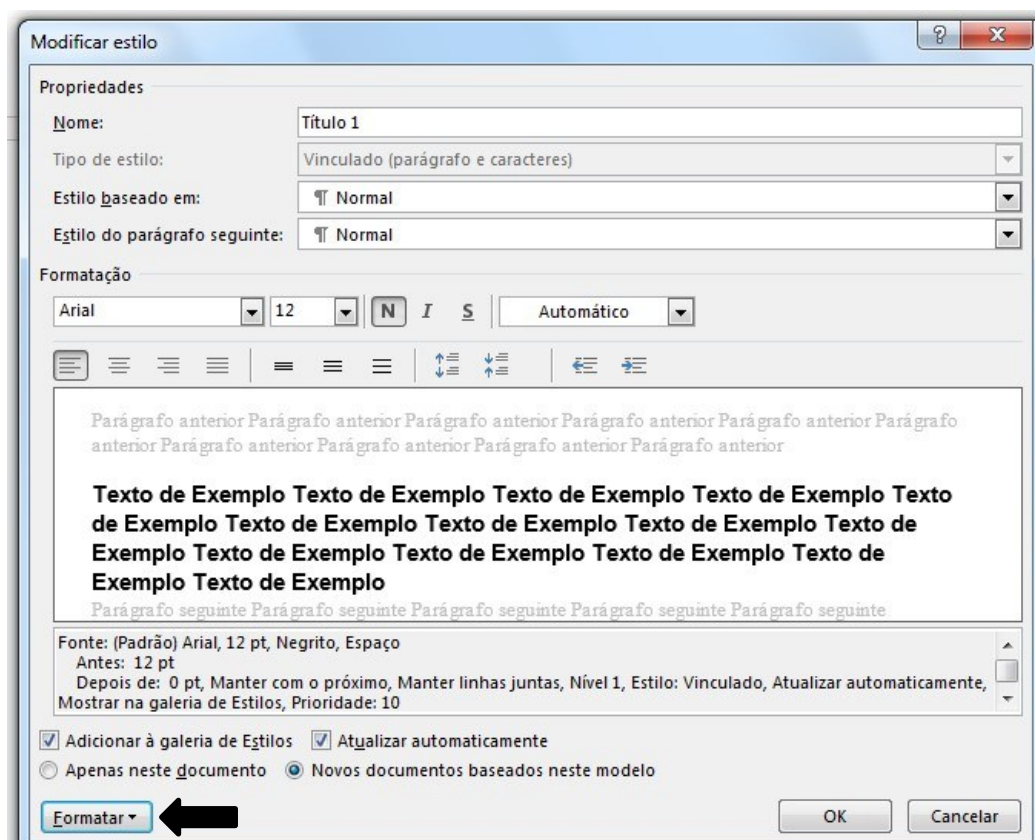 Modificar estilo
Propriedades
Nome: Título 1
Tipo de estilo: Vinculado (parágrafo e caracteres)
Estilo baseado em: ¶ Normal
Estilo do parágrafo seguinte: ¶ Normal
Formatação
Arial 12 N I S Automático
Parágrafo anterior Parágrafo anterior Parágrafo anterior Parágrafo anterior Parágrafo anterior Parágrafo
anterior Parágrafo anterior Parágrafo anterior Parágrafo anterior Parágrafo anterior
Texto de Exemplo Texto de Exemplo Texto de Exemplo Texto de Exemplo Texto
de Exemplo Texto de Exemplo Texto de Exemplo Texto de Exemplo Texto de
Exemplo Texto de Exemplo Texto de Exemplo Texto de Exemplo Texto de
Exemplo Texto de Exemplo
Parágrafo seguinte Parágrafo seguinte Parágrafo seguinte Parágrafo seguinte Parágrafo seguinte
Fonte: (Padrão) Arial, 12 pt, Negrito, Espaço
Antes: 12 pt
Depois de: 0 pt, Manter com o próximo, Manter linhas juntas, Nível 1, Estilo: Vinculado, Atualizar automaticamente,
Mostrar na galeria de Estilos, Prioridade: 10
Adicionar à galeria de Estilos Atualizar automaticamente
Apenas neste documento Novos documentos baseados neste modelo
Formatar OK Cancelar